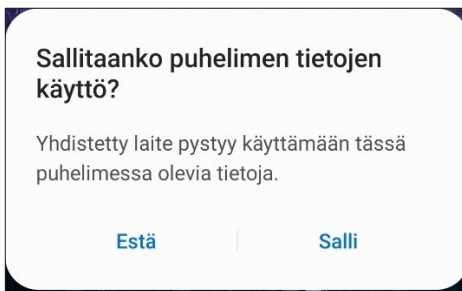 Sallitaanko puhelimen tietojen
käyttö?
Yhdistetty laite pystyy käyttämään tässä
puhelimessa olevia tietoja.
Estä
Salli